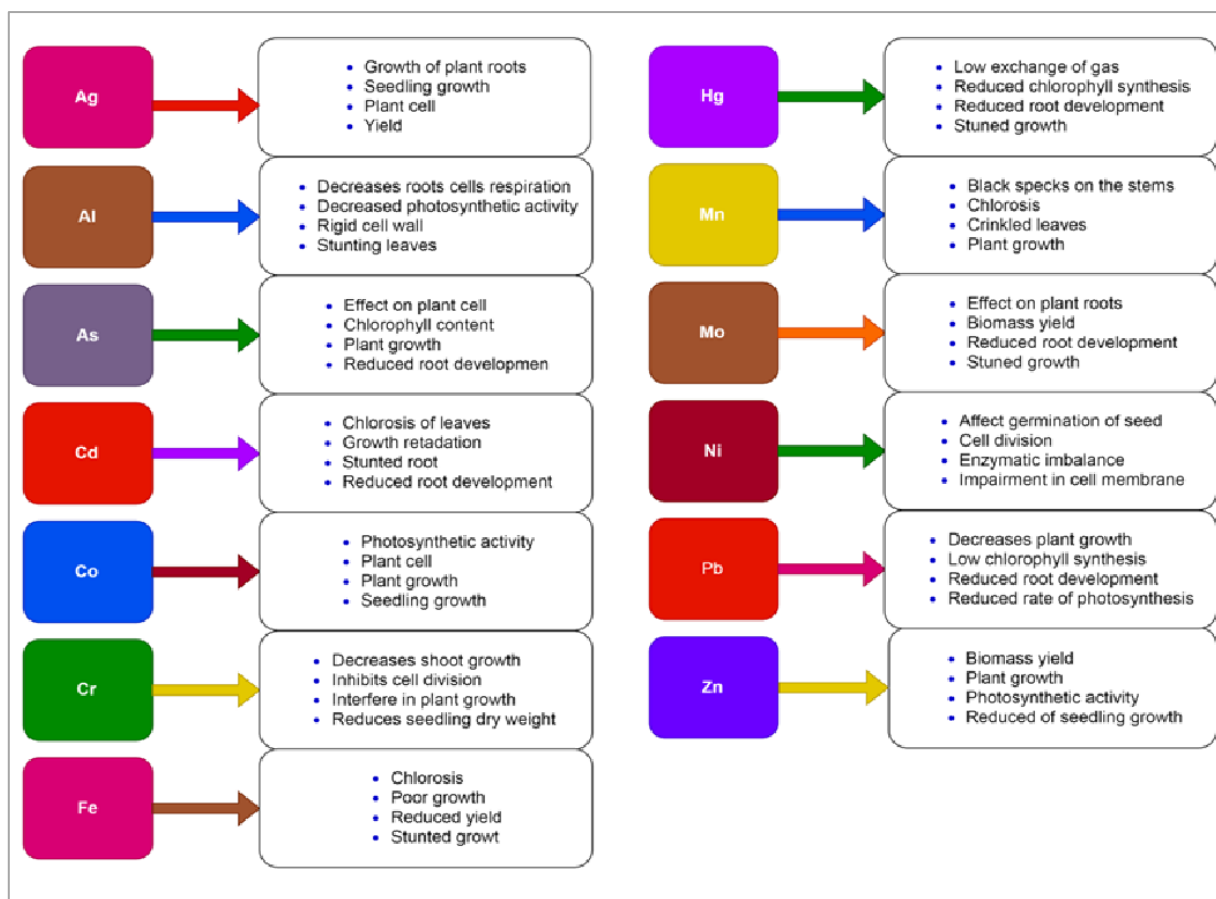 Ag
Growth of plant roots
Seedling growth
Plant cell
Yield
Al
Decreases roots cells respiration
Decreased photosynthetic activity
Rigid cell wall
Stunting leaves
As
Effect on plant cell
Chlorophyll content
Plant growth
Reduced root developmen
Cd
Chlorosis of leaves
Growth retadation
Stunted root
Reduced root development
Co
Photosynthetic activity
Plant cell
Plant growth
Seedling growth
Cr
Decreases shoot growth
Inhibits cell division
Interfere in plant growth
Reduces seedling dry weight
Fe
Chlorosis
Poor growth
Reduced yield
Stunted growt
Hg
Low exchange of gas
Reduced chlorophyll synthesis
Reduced root development
Stuned growth
Mn
Black specks on the stems
Chlorosis
Crinkled leaves
Plant growth
Mo
Effect on plant roots
Biomass yield
Reduced root development
Stuned growth
Ni
Affect germination of seed
Cell division
Enzymatic imbalance
Impairment in cell membrane
Pb
Decreases plant growth
Low chlorophyll synthesis
Reduced root development
Reduced rate of photosynthesis
Zn
Biomass yield
Plant growth
Photosynthetic activity
Reduced of seedling growth